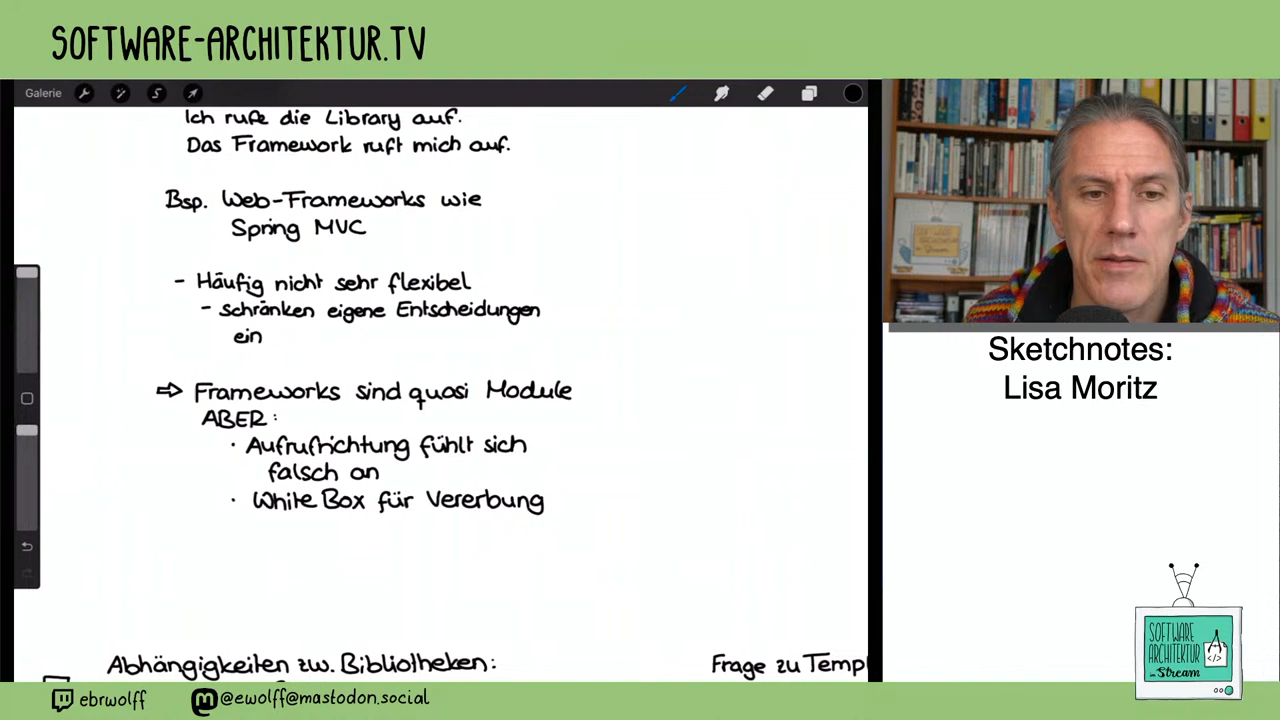 SOFTWARE-ARCHITEKTUR.TV
Galerie
Ich rufe die Library auf.
Das Framework ruft mich auf.
Bsp. Web-Frameworks wie
Spring MVC
- Häufig nicht sehr flexibel
- schränken eigene Entscheidungen
ein
⇒ Frameworks sind quasi Module
ABER:
· Aufrufrichtung fühlt sich
falsch an
· White Box für Vererbung
Abhängigkeiten zw. Bibliotheken:
Frage zu Templ
Sketchnotes:
Lisa Moritz
SOFTWARE
ARCHITEKTUR
im Stream
ebrwolff
@ewolff@mastodon.social